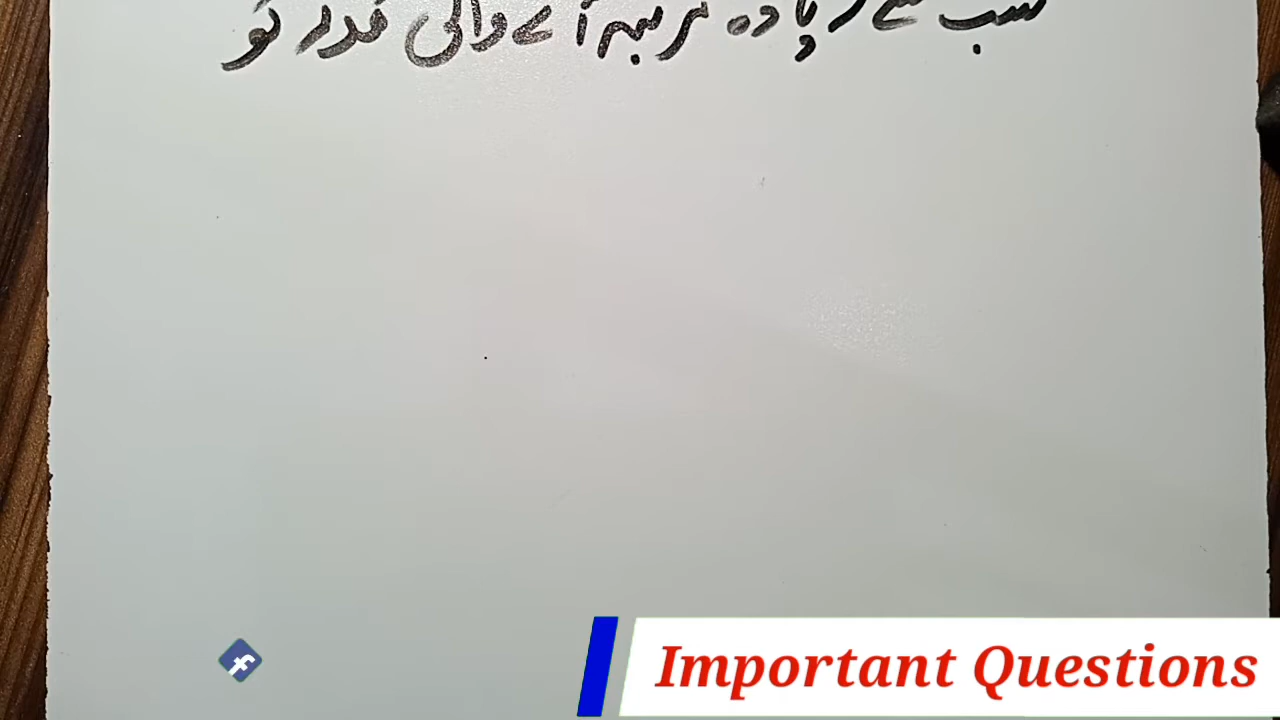 سب سے زیادہ مرتبہ آنے والی قدر کو
Important Questions